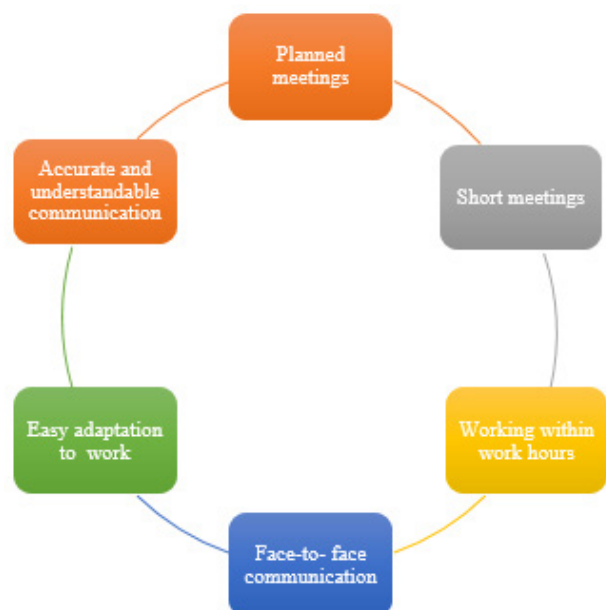 Planned
meetings
Accurate and
understandable
communication
Short meetings
Easy adaptation
to work
Working within
work hours
Face-to- face
communication